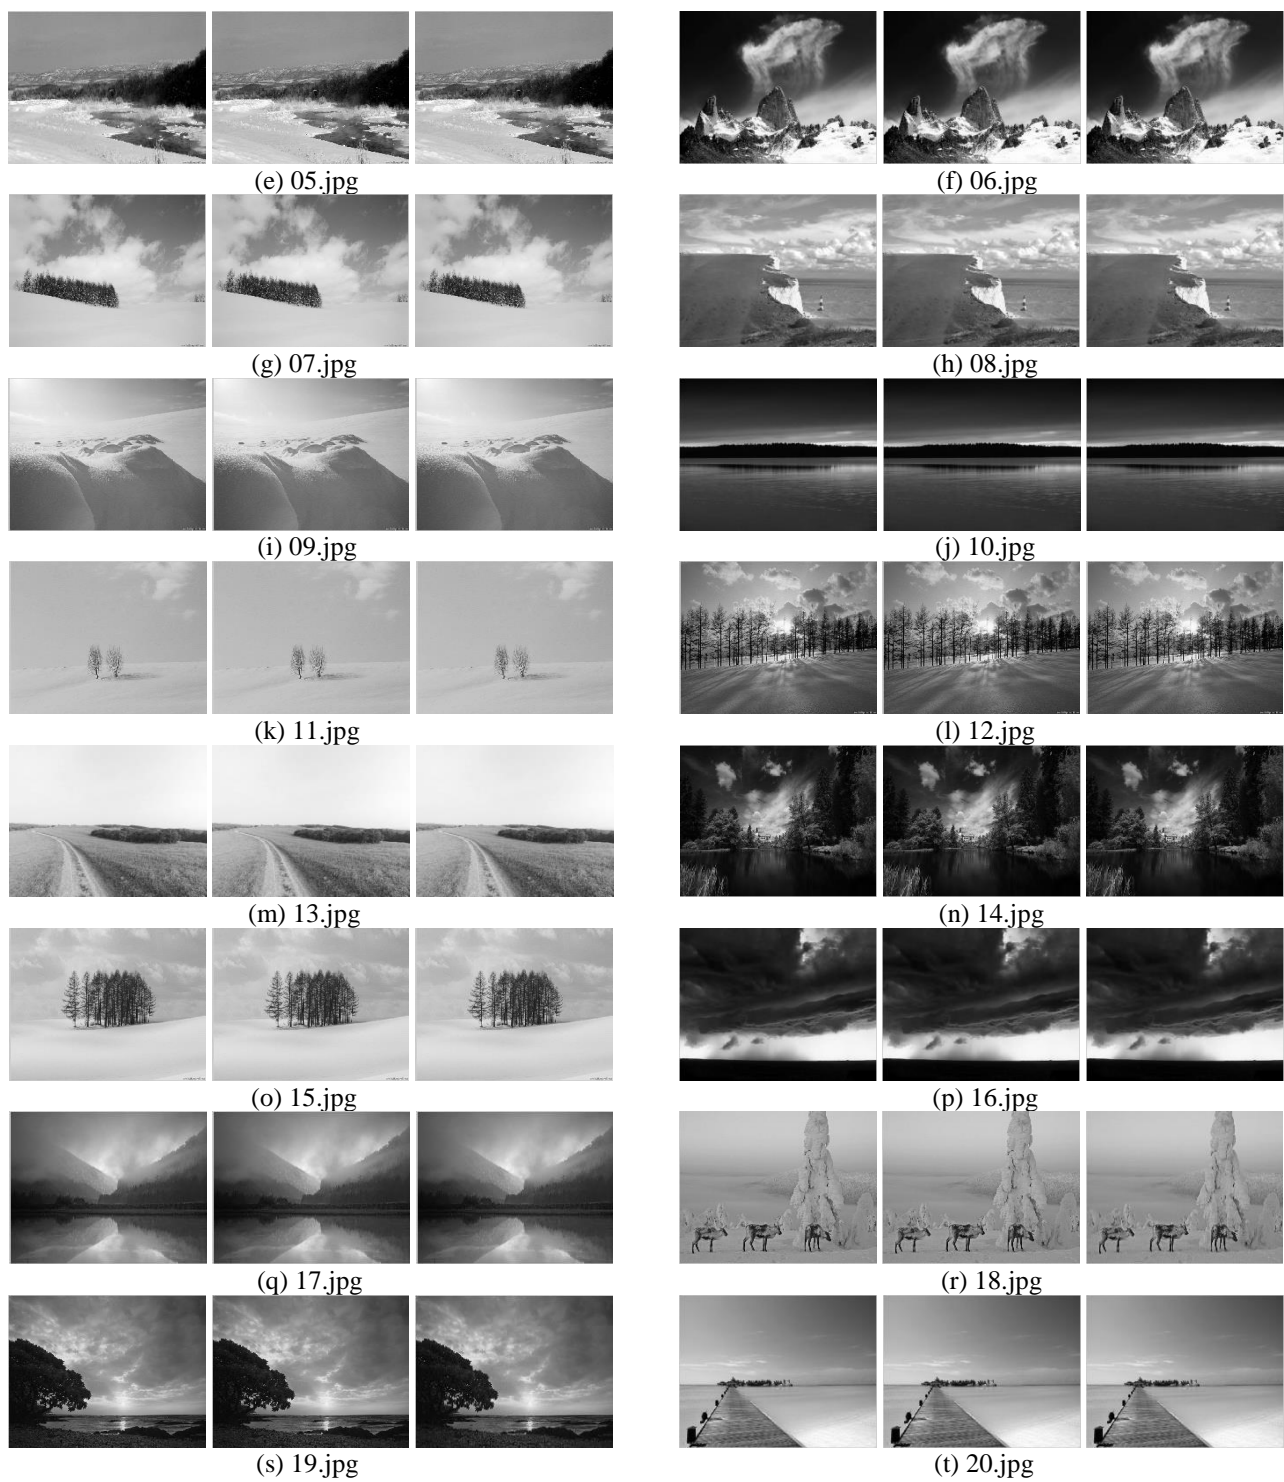 (e) 05.jpg
(f) 06.jpg
(g) 07.jpg
(h) 08.jpg
(i) 09.jpg
(j) 10.jpg
(k) 11.jpg
(l) 12.jpg
(m) 13.jpg
(n) 14.jpg
(o) 15.jpg
(p) 16.jpg
(q) 17.jpg
(r) 18.jpg
(s) 19.jpg
(t) 20.jpg